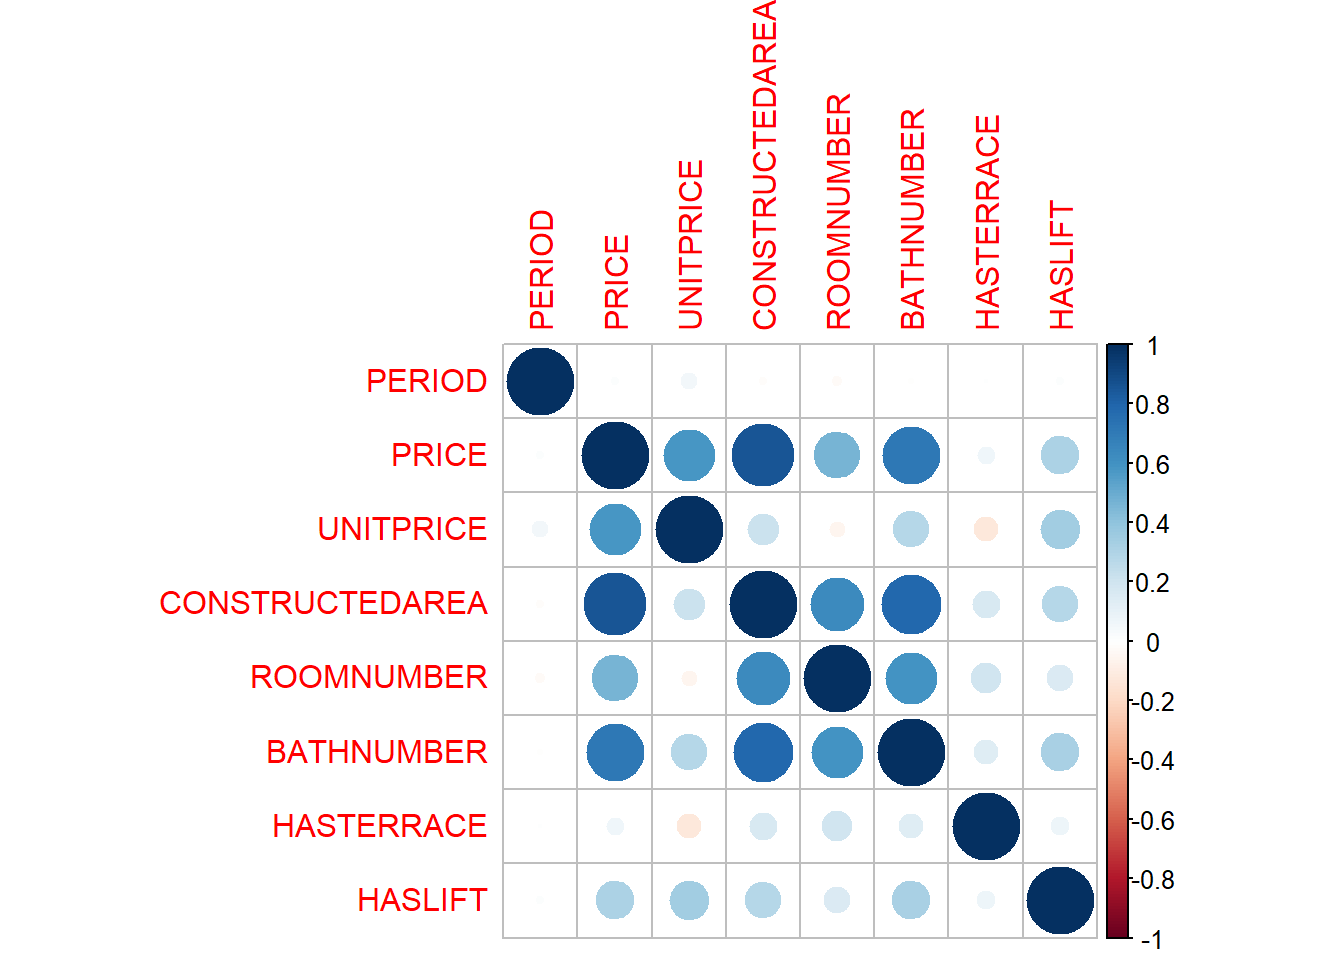 PERIOD
PRICE
UNITPRICE
CONSTRUCTEDAREA
ROOMNUMBER
BATHNUMBER
HASTERRACE
HASLIFT
PERIOD
PRICE
UNITPRICE
CONSTRUCTEDAREA
ROOMNUMBER
BATHNUMBER
HASTERRACE
HASLIFT
1
0.8
0.6
0.4
0.2
0
-0.2
-0.4
-0.6
-0.8
-1